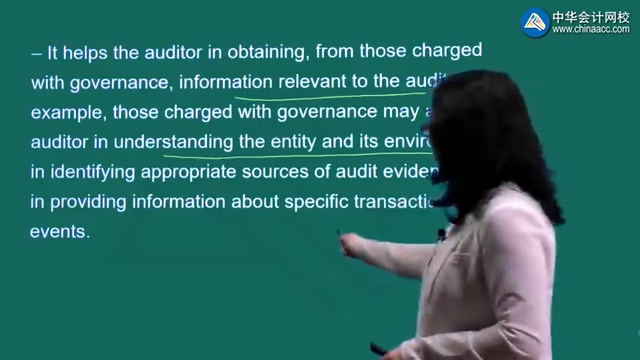 中华会计网校
www.chinaacc.com
– It helps the auditor in obtaining, from those charged
with governance, information relevant to the
example, those charged with governance may
auditor in understanding the entity and its
in identifying appropriate sources of audit
in providing information about specific
events.